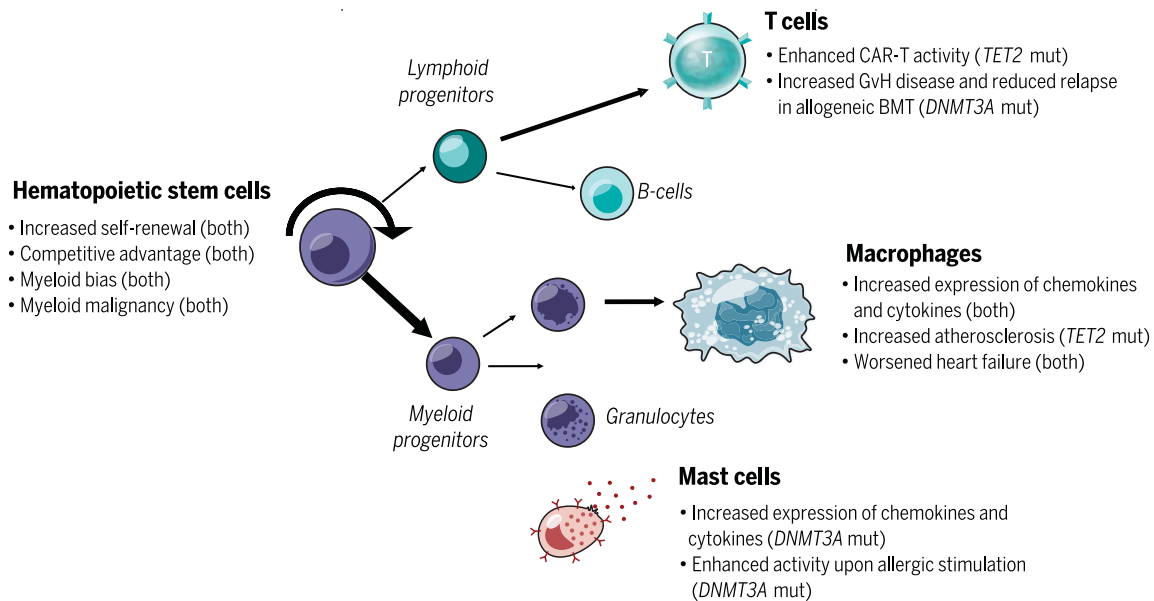 T cells
• Enhanced CAR-T activity (TET2 mut)
• Increased GvH disease and reduced relapse
in allogeneic BMT (DNMT3A mut)
T
Lymphoid
progenitors
B-cells
Hematopoietic stem cells
• Increased self-renewal (both)
• Competitive advantage (both)
• Myeloid bias (both)
• Myeloid malignancy (both)
Macrophages
• Increased expression of chemokines
and cytokines (both)
• Increased atherosclerosis (TET2 mut)
• Worsened heart failure (both)
Myeloid
progenitors
Granulocytes
Mast cells
• Increased expression of chemokines and
cytokines (DNMT3A mut)
• Enhanced activity upon allergic stimulation
(DNMT3A mut)